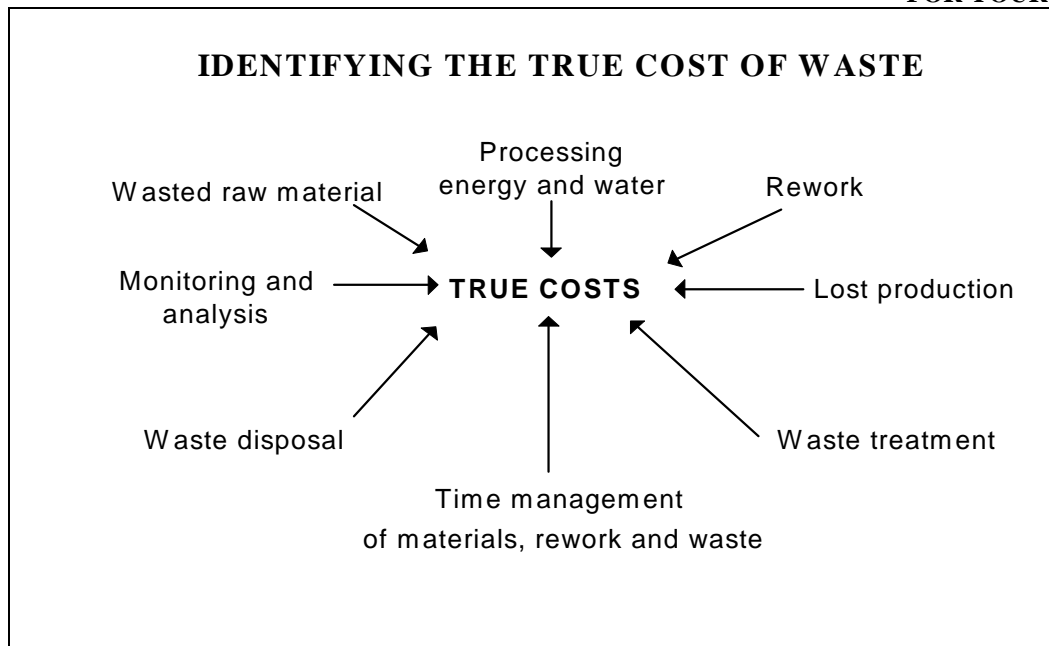 IDENTIFYING THE TRUE COST OF WASTE
Processing
energy and water
Wasted raw material
Rework
Monitoring and
analysis
TRUE COSTS
Lost production
Waste disposal
Waste treatment
Time management
of materials, rework and waste